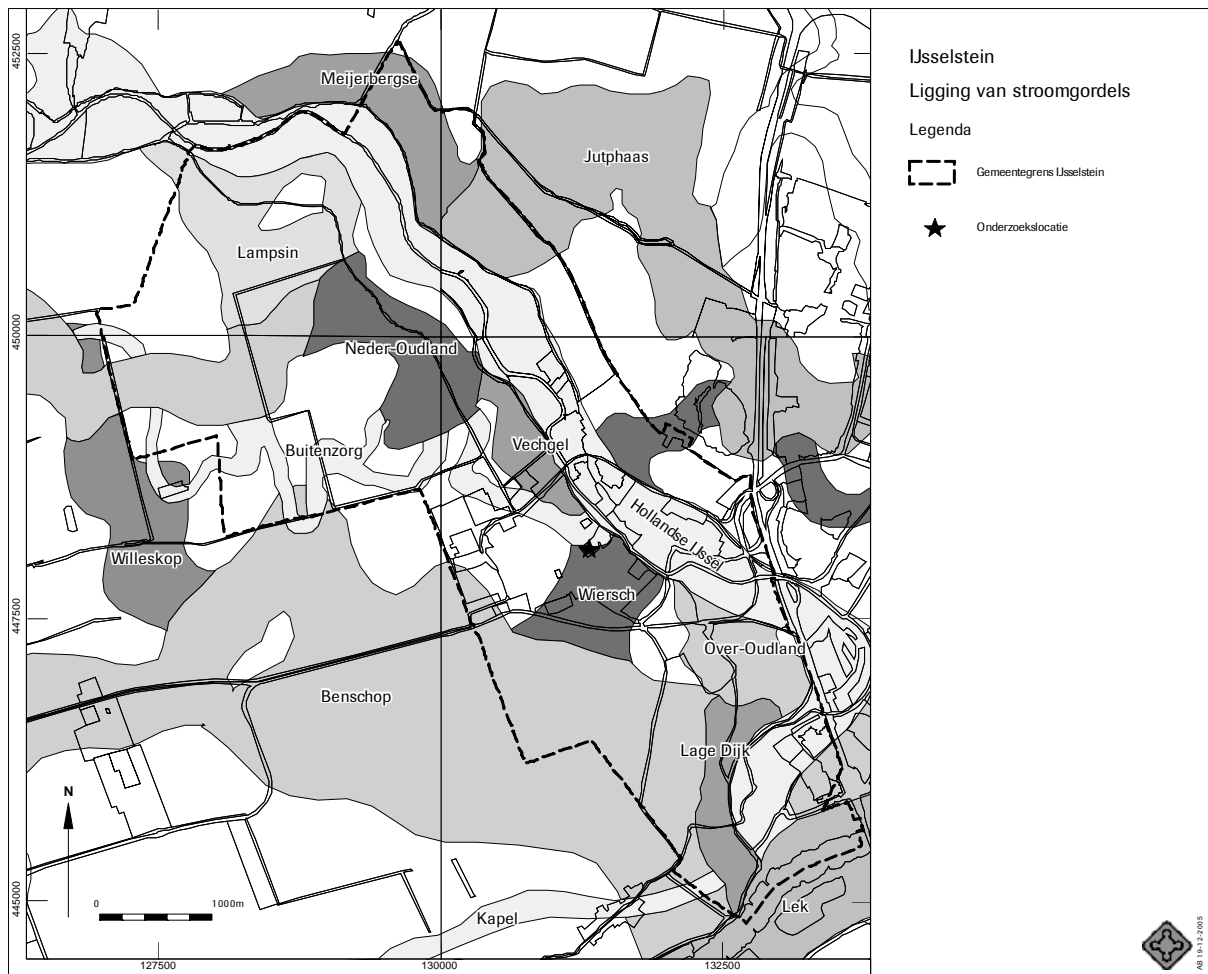 IJsselstein
Ligging van stroomgordels
Legenda
Gemeentegrens IJsselstein
Onderzoekslocatie
452500
450000
447500
445000
Meijerbergse
Jutphaas
Lampsin
Neder-Oudland
Vechgel
Buitenzorg
Hollandse IJssel
Willeskop
Wiersch
Over-Oudland
Benschop
Lage Dijk
N
0 1000m
Kapel
Lek
127500 130000 132500
AB 19-12-2005